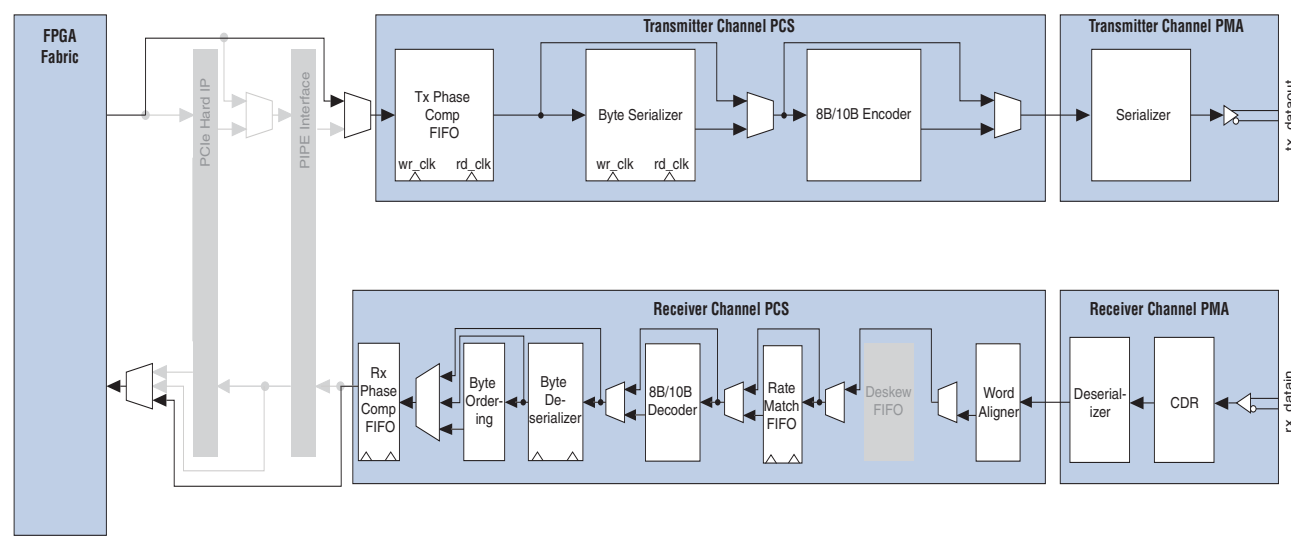 FPGA
Fabric
PCIe Hard IP
PIPE Interface
Transmitter Channel PCS
Tx Phase
Comp
FIFO
wr_clk
rd_clk
Byte Serializer
wr_clk
rd_clk
8B/10B Encoder
Transmitter Channel PMA
Serializer
tx_dataout
Receiver Channel PCS
Rx
Phase
Comp
FIFO
Byte
Order-
ing
Byte
De-
serializer
8B/10B
Decoder
Rate
Match
FIFO
Deskew
FIFO
Word
Aligner
Receiver Channel PMA
Deserial-
izer
CDR
rx_datain